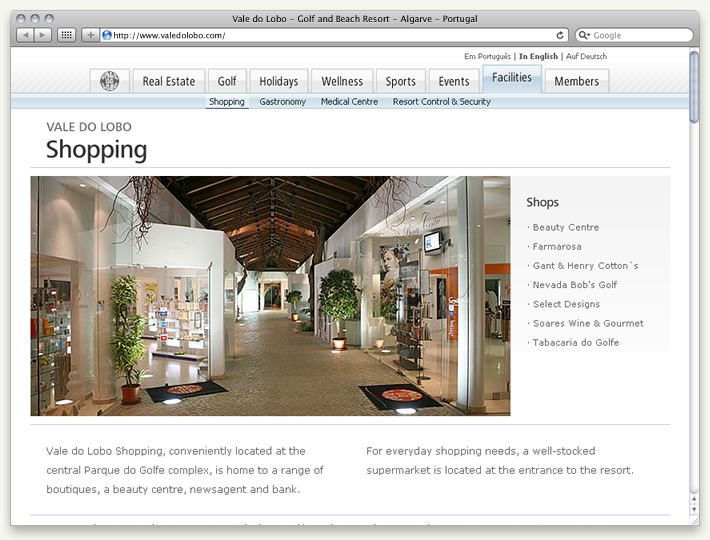 Vale do Lobo - Golf and Beach Resort - Algarve - Portugal
http://www.valedolobo.com/
Google
Em Português | In English | Auf Deutsch
Real Estate Golf Holidays Wellness Sports Events Facilities Members
Shopping Gastronomy Medical Centre Resort Control & Security
VALE DO LOBO
Shopping
Shops
· Beauty Centre
· Farmarosa
· Gant & Henry Cotton´s
· Nevada Bob's Golf
· Select Designs
· Soares Wine & Gourmet
· Tabacaria do Golfe
Vale do Lobo Shopping, conveniently located at the
central Parque do Golfe complex, is home to a range of
boutiques, a beauty centre, newsagent and bank.
For everyday shopping needs, a well-stocked
supermarket is located at the entrance to the resort.